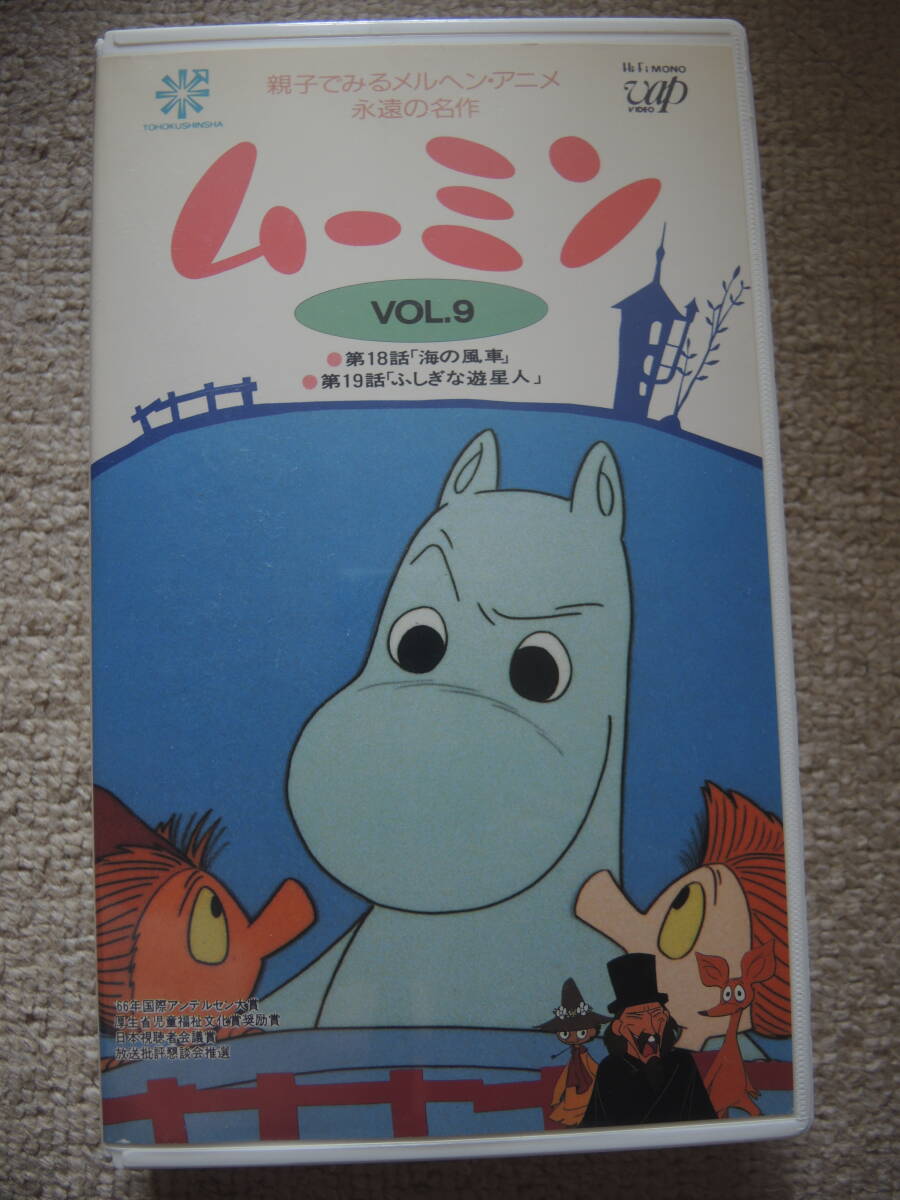 TOHOKUSHINSHA
親子でみるメルヘン・アニメ
永遠の名作
Hi Fi MONO
vap
VIDEO
ムーミン
VOL.9
●第18話「海の風車」
●第19話「ふしぎな遊星人」
66年国際アンデルセン大賞
厚生省児童福祉文化賞奨励賞
日本視聴者会議賞
放送批評懇談会推選